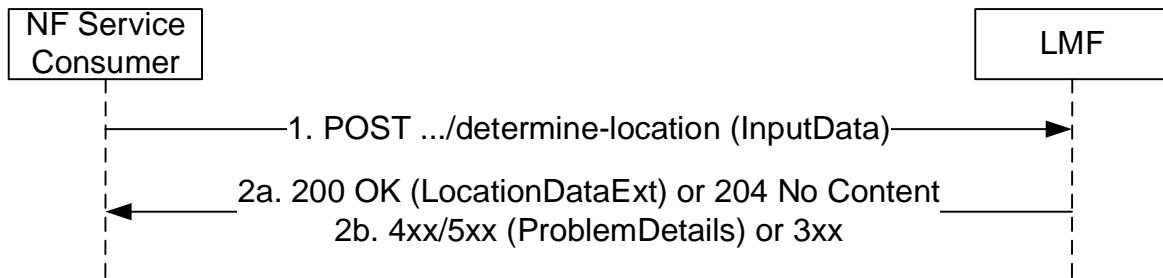 NF Service
Consumer
LMF
1. POST .../determine-location (InputData)
2a. 200 OK (LocationDataExt) or 204 No Content
2b. 4xx/5xx (ProblemDetails) or 3xx